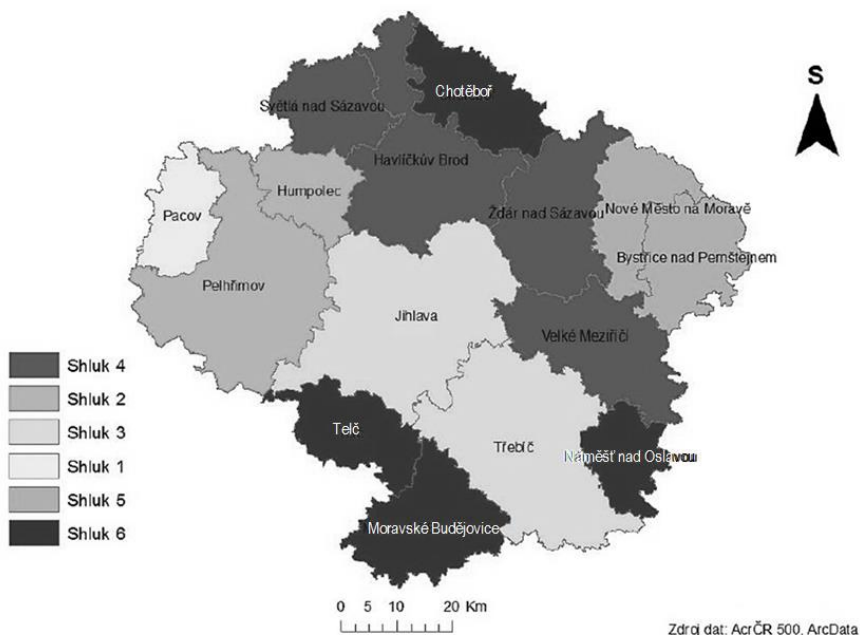 S
Chotěboř
Světlá nad Sázavou
Havlíčkův Brod
Humpolec
Pacov
Žďár nad Sázavou
Nové Město na Moravě
Bystřice nad Pernštejnem
Pelhřimov
Jihlava
Velké Meziříčí
Shluk 4
Shluk 2
Shluk 3
Shluk 1
Shluk 5
Shluk 6
Telč
Třebíč
Náměšť nad Oslavou
Moravské Budějovice
0 5 10 20 Km
Zdroj dat: AcrČR 500, ArcData